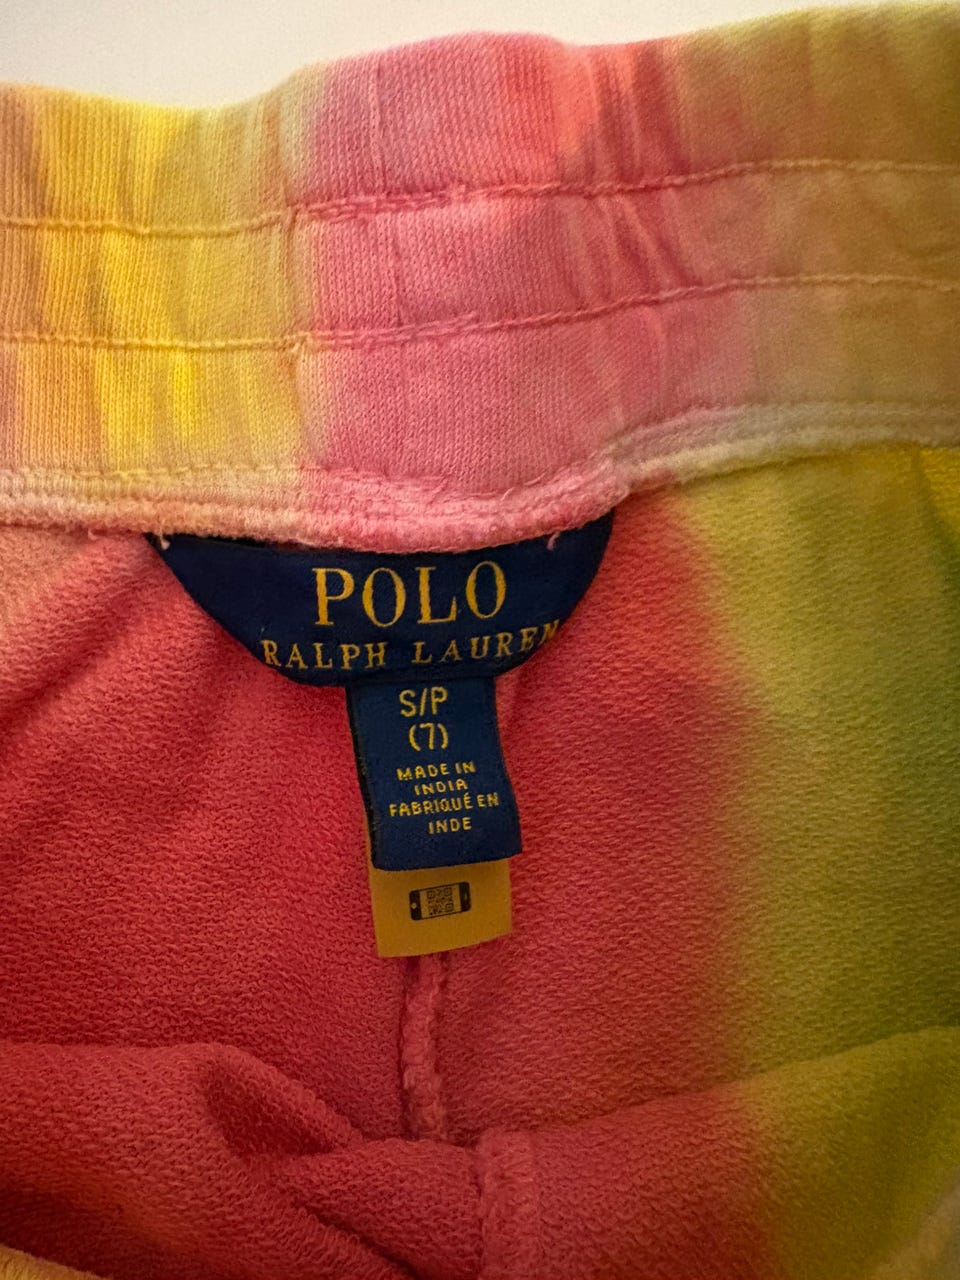 POLO
RALPH LAUREN
S/P
(7)
MADE IN
INDIA
FABRIQUÉ EN
INDE